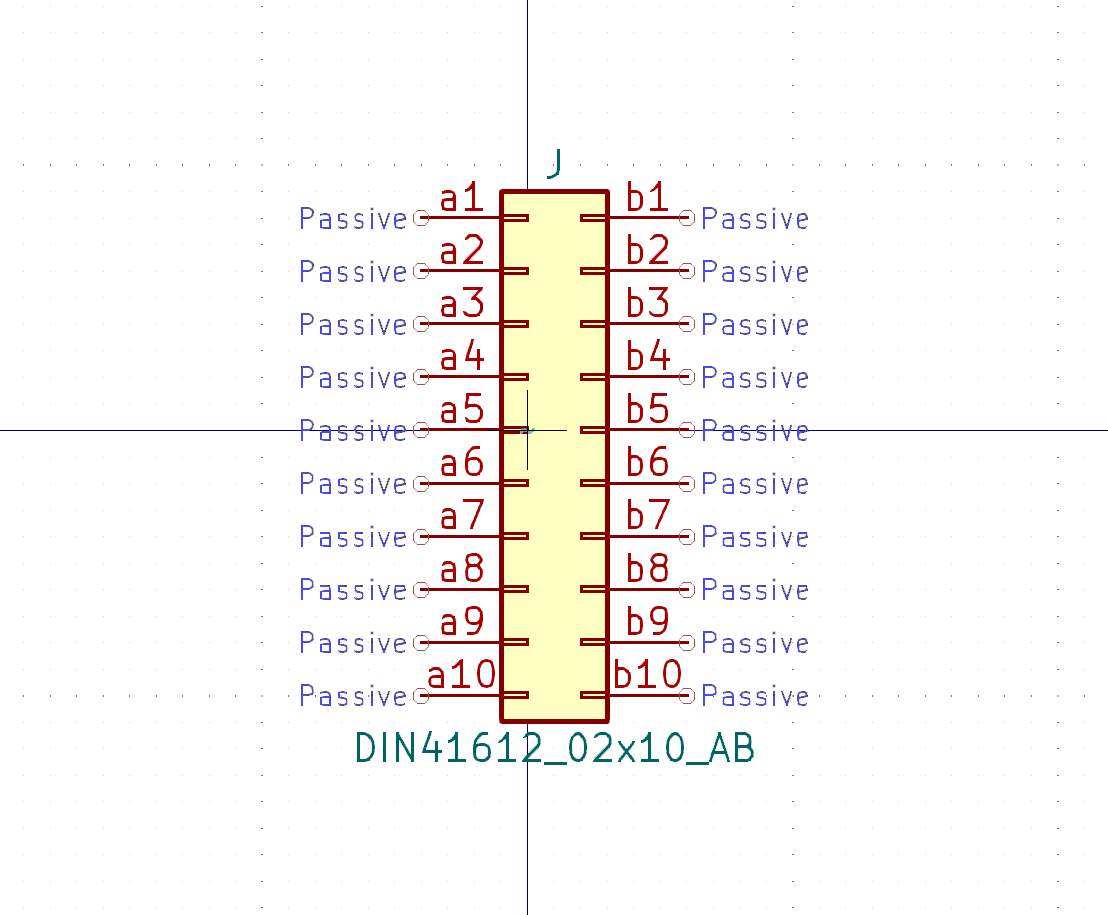 J
Passive a1 b1 Passive
Passive a2 b2 Passive
Passive a3 b3 Passive
Passive a4 b4 Passive
Passive a5 b5 Passive
Passive a6 b6 Passive
Passive a7 b7 Passive
Passive a8 b8 Passive
Passive a9 b9 Passive
Passive a10 b10 Passive
DIN41612_02x10_AB